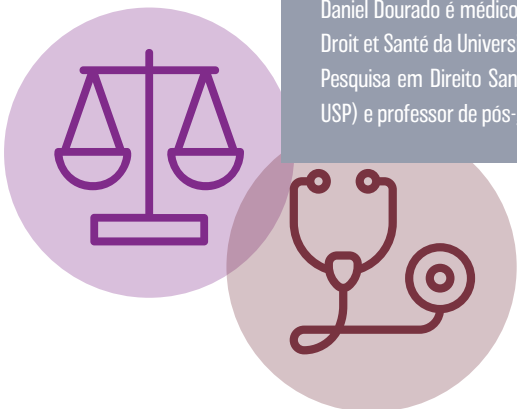 Daniel Dourado é médico
Droit et Santé da Univers
Pesquisa em Direito San
USP) e professor de pós-